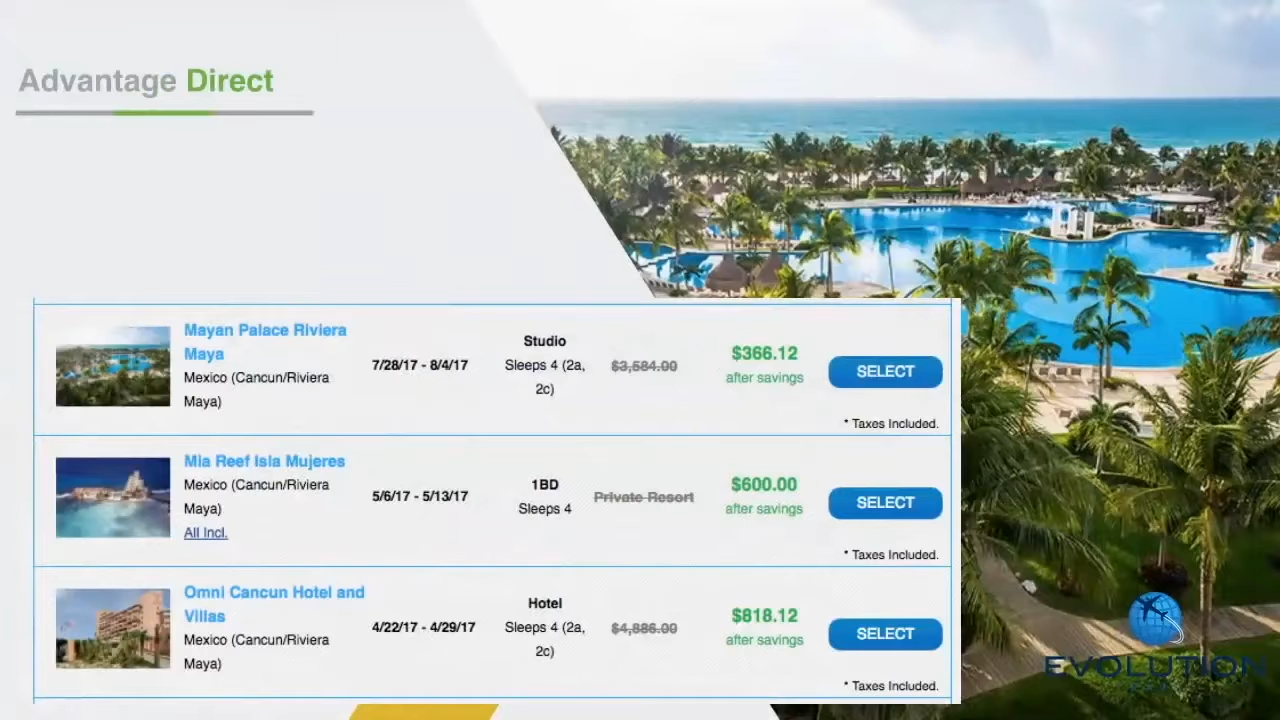 Advantage Direct
Mayan Palace Riviera
Maya
Mexico (Cancun/Riviera
Maya)
7/28/17 - 8/4/17
Studio
Sleeps 4 (2a,
2c)
$3,584.00
$366.12
after savings
SELECT
* Taxes Included.
Mia Reef Isla Mujeres
Mexico (Cancun/Riviera
Maya)
All Incl.
5/6/17 - 5/13/17
1BD
Sleeps 4
Private Resort
$600.00
after savings
SELECT
* Taxes Included.
Omni Cancun Hotel and
Villas
Mexico (Cancun/Riviera
Maya)
4/22/17 - 4/29/17
Hotel
Sleeps 4 (2a,
2c)
$4,886.00
$818.12
after savings
SELECT
* Taxes Included.
EVOLUTION